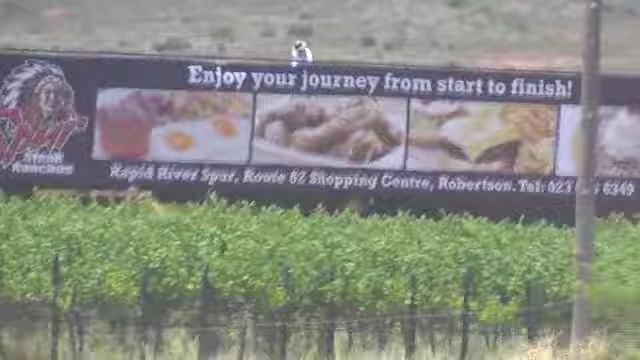 Enjoy your journey from start to finish!
Spur
Steak
Ranches
Rapid River Spur, Route 62 Shopping Centre, Robertson. Tel: 023 6349